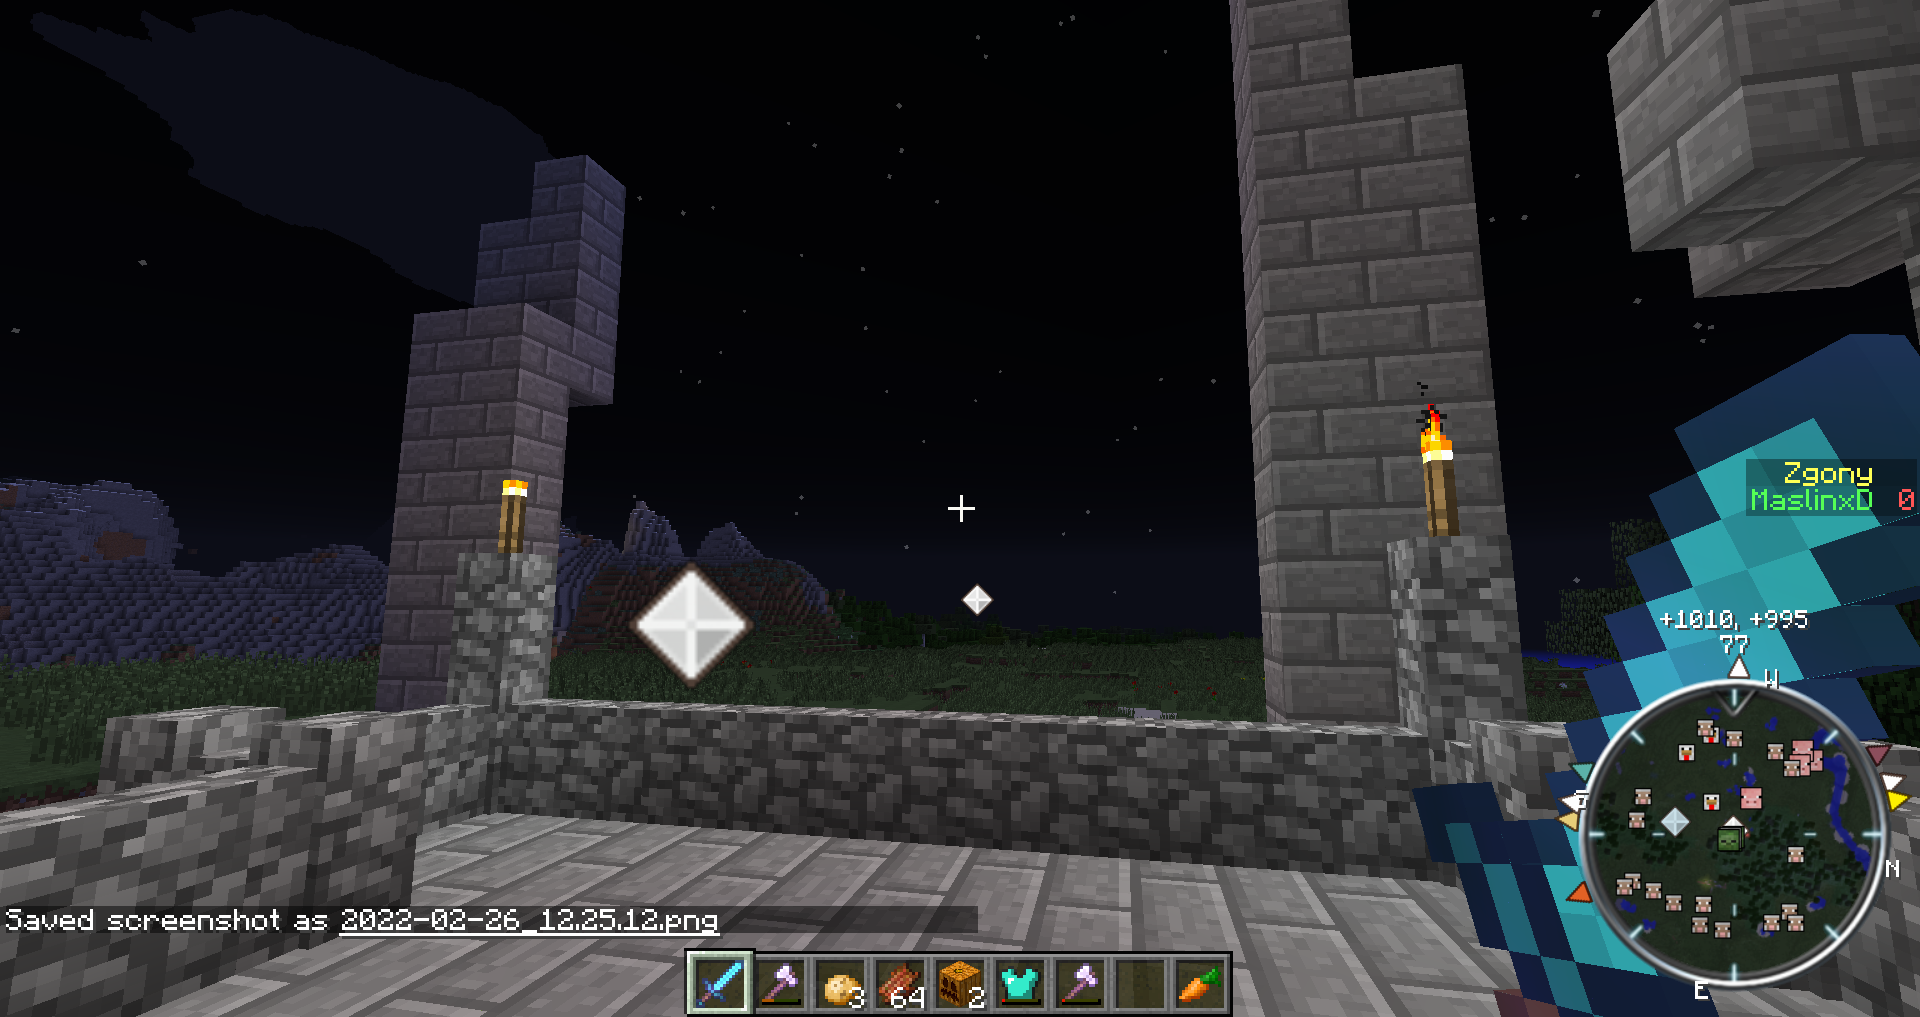 Zgony
MaslinxD 0
+1010, +995
77
W
N
E
Saved screenshot as 2022-02-26_12.25.12.png
3
64
2